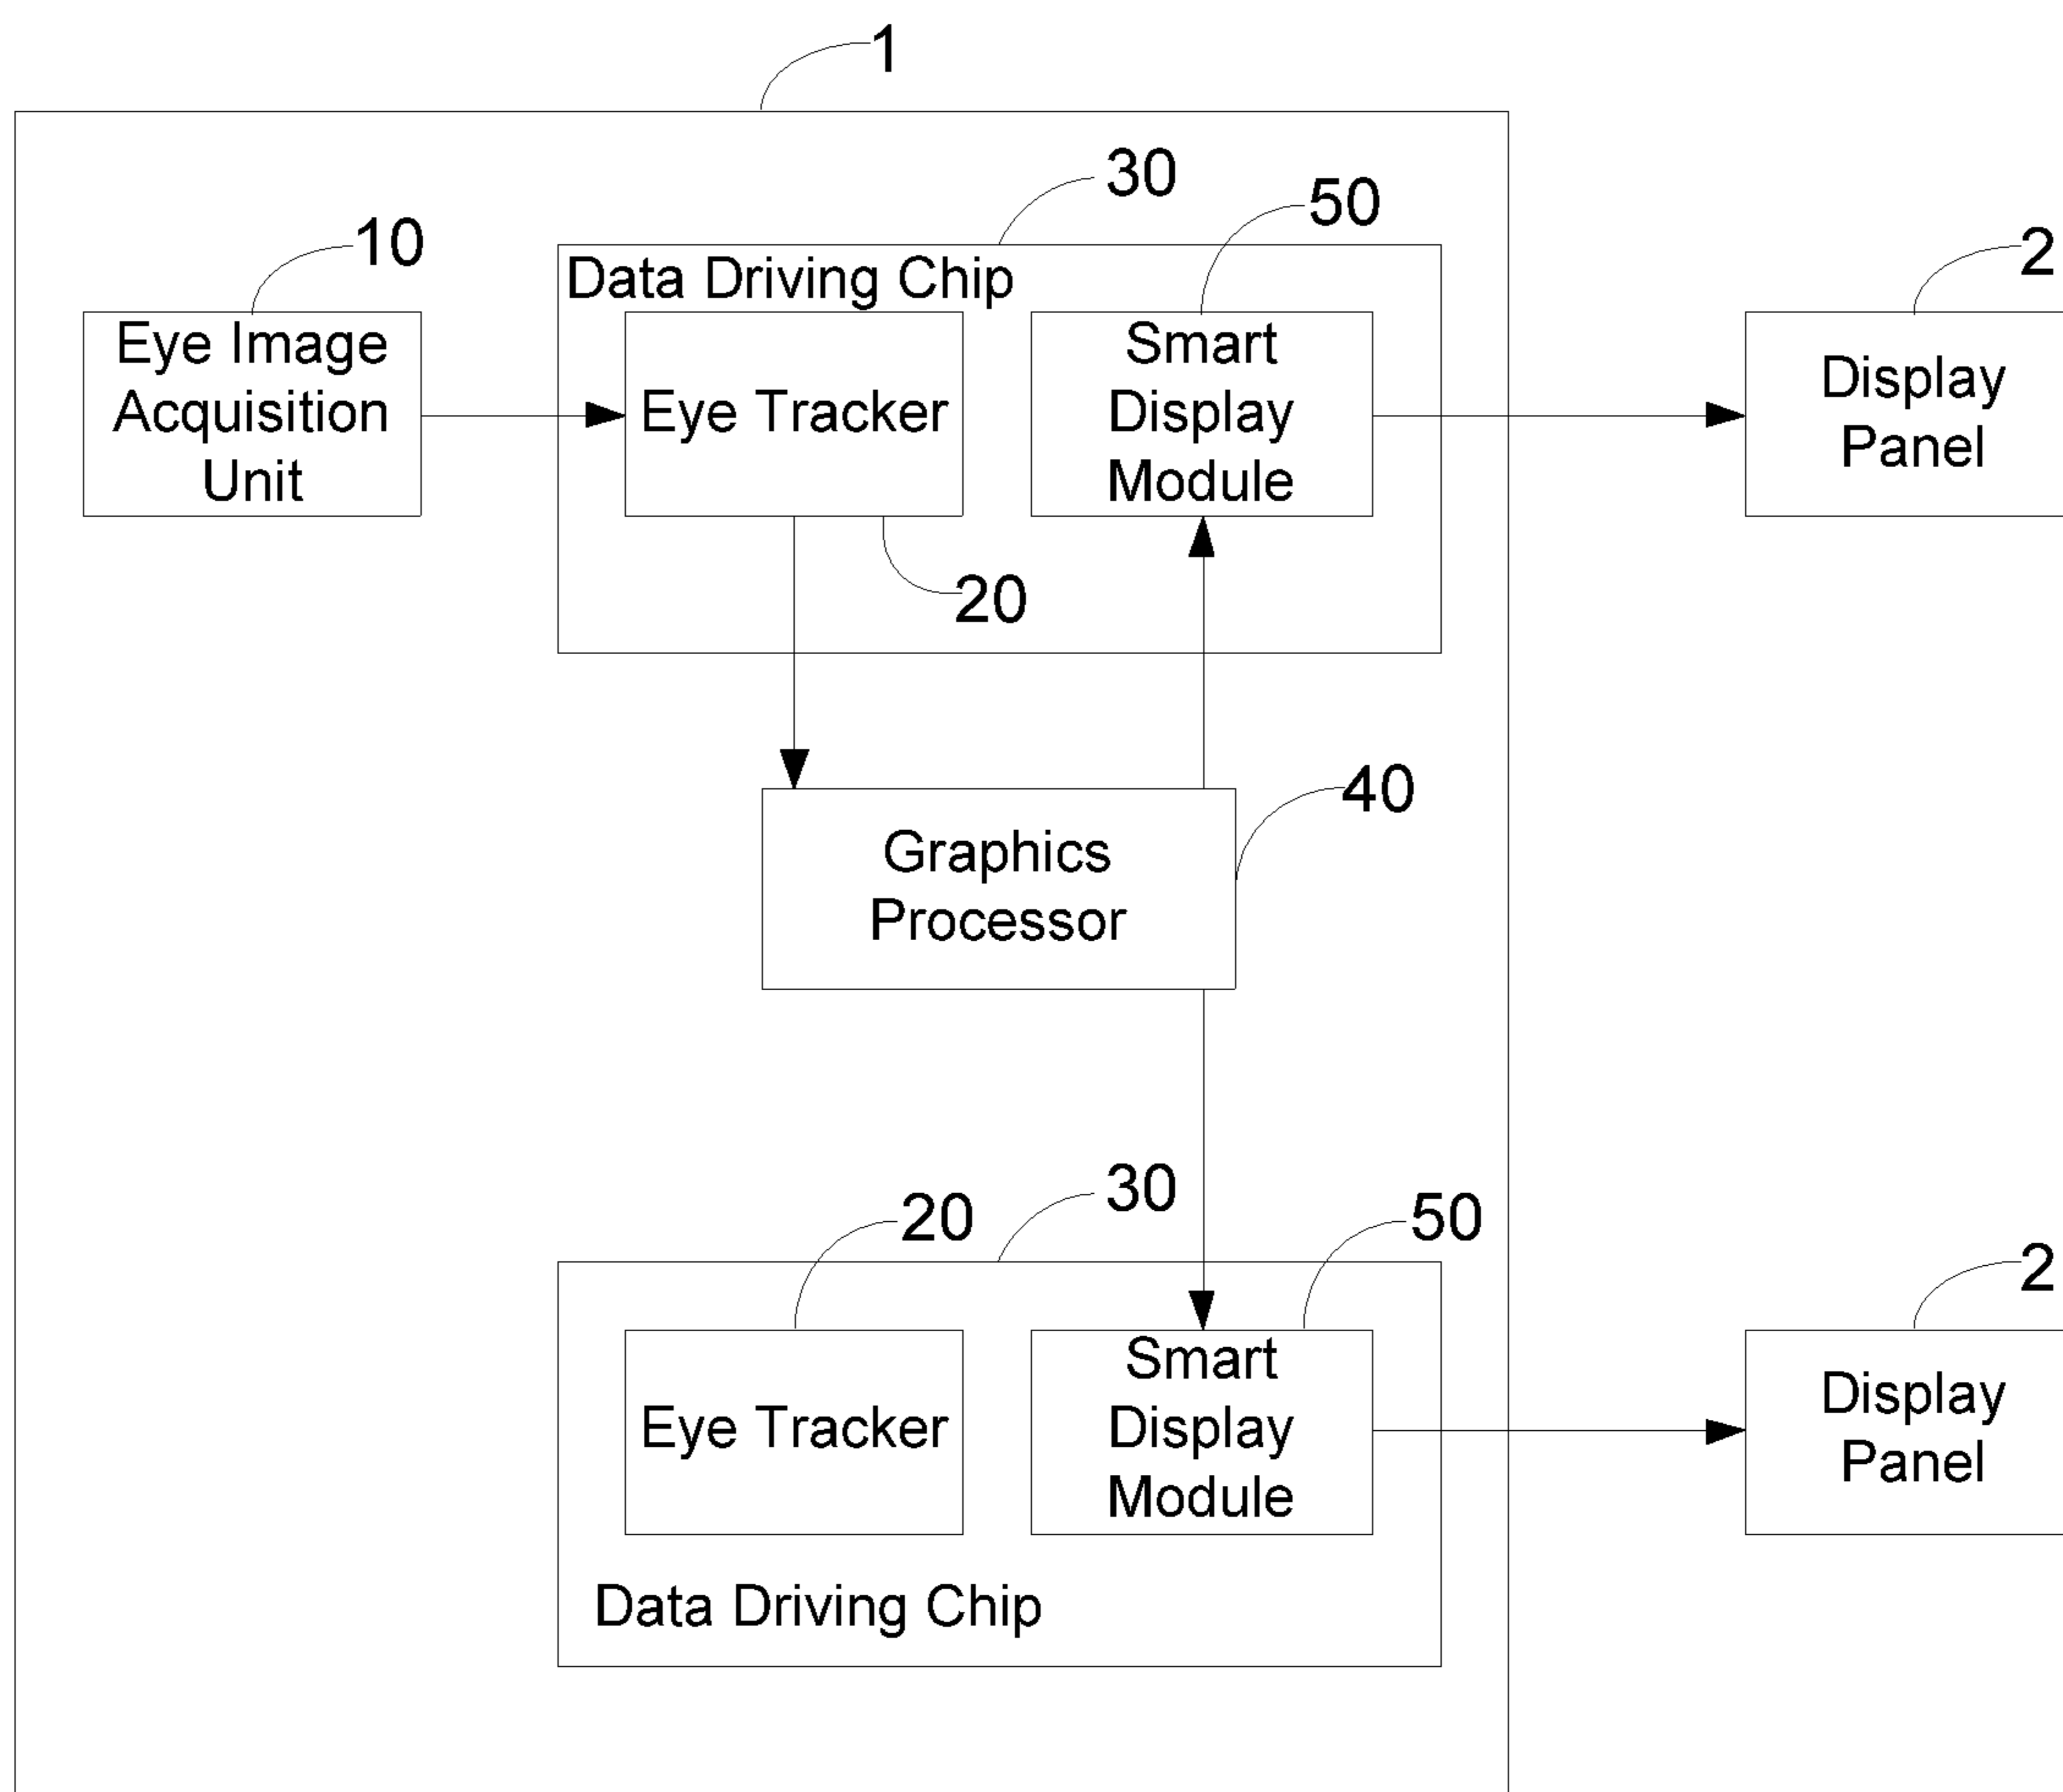 1
30
50
10
2
Data Driving Chip
Eye Image
Acquisition
Unit
Eye Tracker
Smart
Display
Module
Display
Panel
20
40
Graphics
Processor
20
30
50
2
Eye Tracker
Smart
Display
Module
Display
Panel
Data Driving Chip